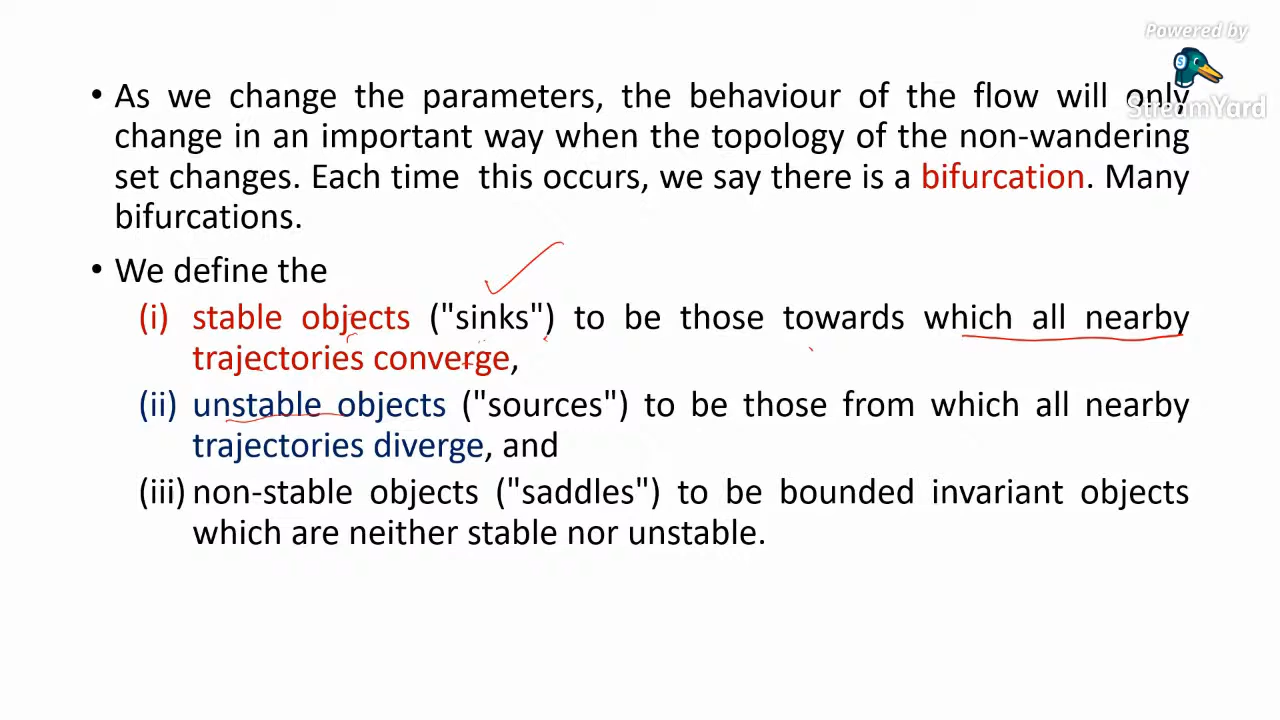 Powered by
StreamYard
• As we change the parameters, the behaviour of the flow will only
change in an important way when the topology of the non-wandering
set changes. Each time this occurs, we say there is a bifurcation. Many
bifurcations.
• We define the
(i) stable objects ("sinks") to be those towards which all nearby
trajectories converge,
(ii) unstable objects ("sources") to be those from which all nearby
trajectories diverge, and
(iii) non-stable objects ("saddles") to be bounded invariant objects
which are neither stable nor unstable.